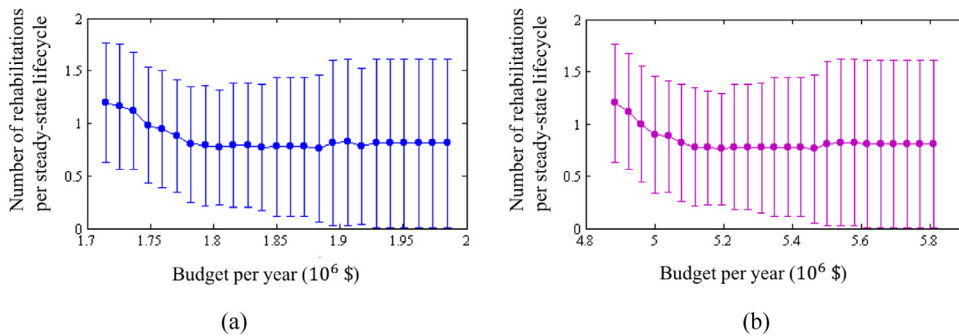 Number of rehabilitations
per steady-state lifecycle
2
1.5
1
0.5
0
1.7 1.75 1.8 1.85 1.9 1.95 2
Budget per year (10⁶ $)
(a)
Number of rehabilitations
per steady-state lifecycle
2
1.5
1
0.5
0
4.8 5 5.2 5.4 5.6 5.8
Budget per year (10⁶ $)
(b)